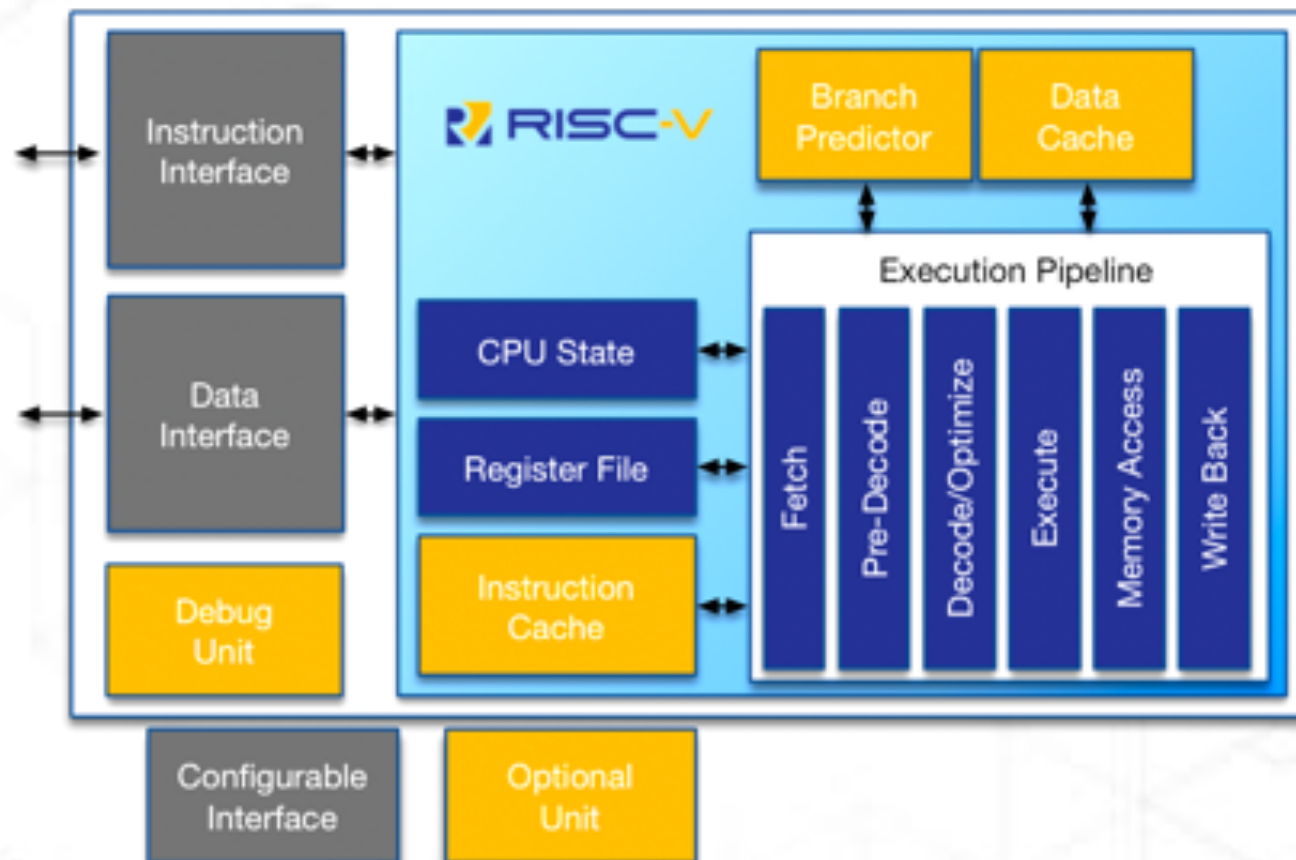 Instruction
Interface
RISC-V
Branch
Predictor
Data
Cache
Execution Pipeline
CPU State
Data
Interface
Register File
Fetch
Pre-Decode
Decode/Optimize
Execute
Memory Access
Write Back
Instruction
Cache
Debug
Unit
Configurable
Interface
Optional
Unit